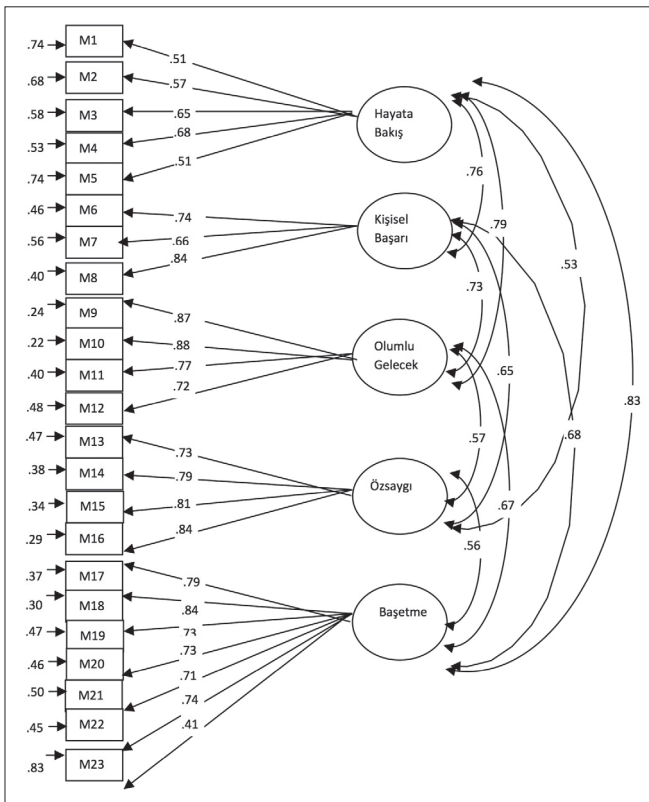 .74 M1
.68 M2
.58 M3
.53 M4
.74 M5
.46 M6
.56 M7
.40 M8
.24 M9
.22 M10
.40 M11
.48 M12
.47 M13
.38 M14
.34 M15
.29 M16
.37 M17
.30 M18
.47 M19
.46 M20
.50 M21
.45 M22
.83 M23
.51
.57
.65
.68
.51
.74
.66
.84
.87
.88
.77
.72
.73
.79
.81
.84
.79
.84
.73
.73
.71
.74
.41
Hayata
Bakış
Kişisel
Başarı
Olumlu
Gelecek
Özsaygı
Başetme
.76
.79
.53
.73
.65
.83
.57
.68
.67
.56